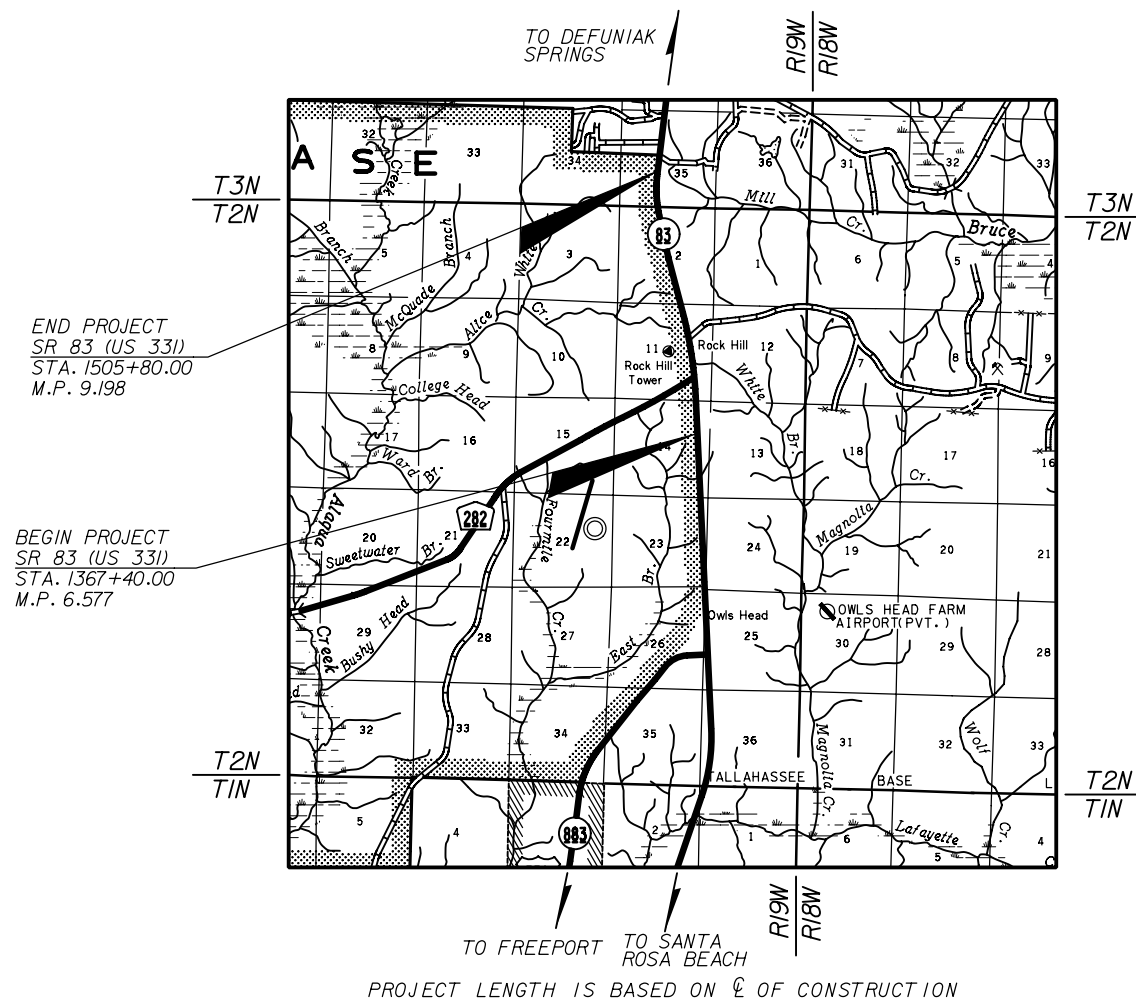 TO DEFUNIAK
SPRINGS
R19W
R18W
A S E
32
Creek
33
34
35
36
31
32
33
T3N
T2N
T3N
T2N
Mill
Cr.
Bruce
83
Branch
5
Branch
4
White
3
2
1
6
5
4
McQuade
END PROJECT
SR 83 (US 331)
STA. 1505+80.00
M.P. 9.198
8
9
Alice
Cr.
10
11
Rock Hill
Tower
Rock Hill
12
7
8
9
College Head
White
Br.
17
16
15
14
13
18
17
16
Ward
Br.
Cr.
Magnolia
BEGIN PROJECT
SR 83 (US 331)
STA. 1367+40.00
M.P. 6.577
Alaqua
282
20
21
Sweetwater
Br.
Fourmile
22
23
24
19
20
21
Br.
Owls Head
OWLS HEAD FARM
AIRPORT(PVT.)
Creek
29
Bushy Head
28
Cr.
27
East
26
25
30
29
28
32
33
34
35
36
31
32
33
Magnolia Cr.
Wolf
Cr.
T2N
T1N
TALLAHASSEE
BASE
L
T2N
T1N
5
4
883
2
1
6
Lafayette
5
4
R19W
R18W
TO FREEPORT
TO SANTA
ROSA BEACH
PROJECT LENGTH IS BASED ON ℄ OF CONSTRUCTION